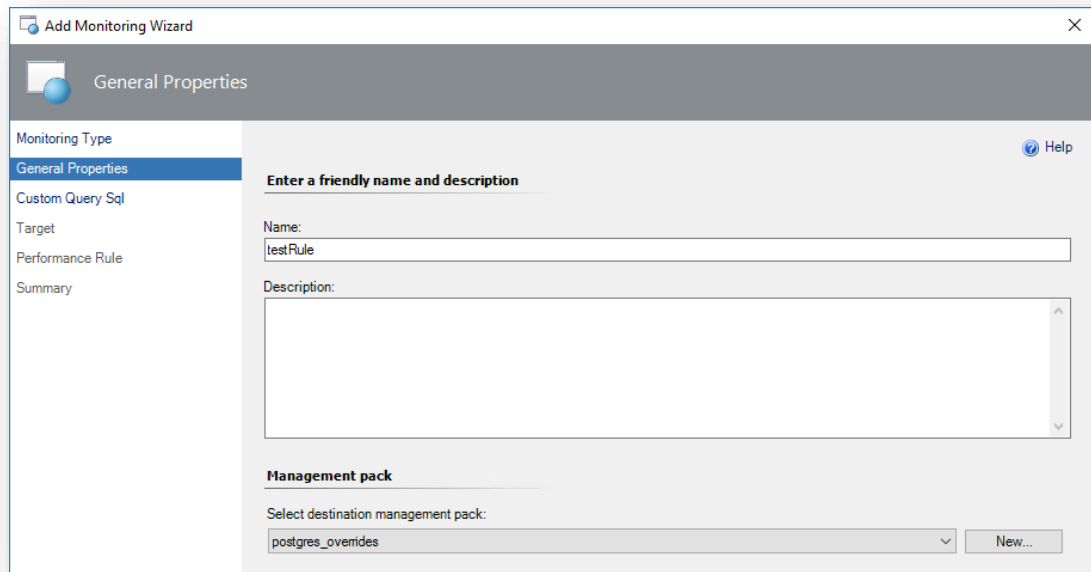 Add Monitoring Wizard
General Properties
Monitoring Type
General Properties
Custom Query Sql
Target
Performance Rule
Summary
Help
Enter a friendly name and description
Name:
testRule
Description:
Management pack
Select destination management pack:
postgres_overrides
New...